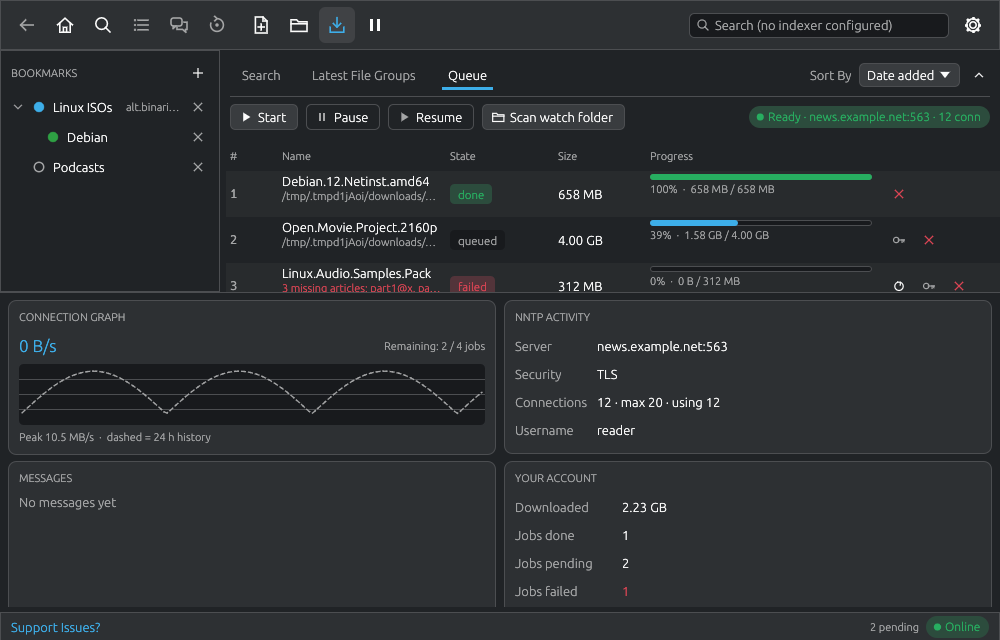 Search (no indexer configured)
BOOKMARKS
Linux ISOs alt.binari...
Debian
Podcasts
Search Latest File Groups Queue
Sort By Date added
Start Pause Resume Scan watch folder
Ready · news.example.net:563 · 12 conn
# Name State Size Progress
1 Debian.12.Netinst.amd64 done 658 MB
/tmp/.tmpd1jAoi/downloads/...
100% · 658 MB / 658 MB
2 Open.Movie.Project.2160p queued 4.00 GB
/tmp/.tmpd1jAoi/downloads/...
39% · 1.58 GB / 4.00 GB
3 Linux.Audio.Samples.Pack failed 312 MB
3 missing articles: part1@x, pa...
0% · 0 B / 312 MB
CONNECTION GRAPH
0 B/s
Remaining: 2 / 4 jobs
Peak 10.5 MB/s · dashed = 24 h history
NNTP ACTIVITY
Server news.example.net:563
Security TLS
Connections 12 · max 20 · using 12
Username reader
MESSAGES
No messages yet
YOUR ACCOUNT
Downloaded 2.23 GB
Jobs done 1
Jobs pending 2
Jobs failed 1
Support Issues?
2 pending
Online